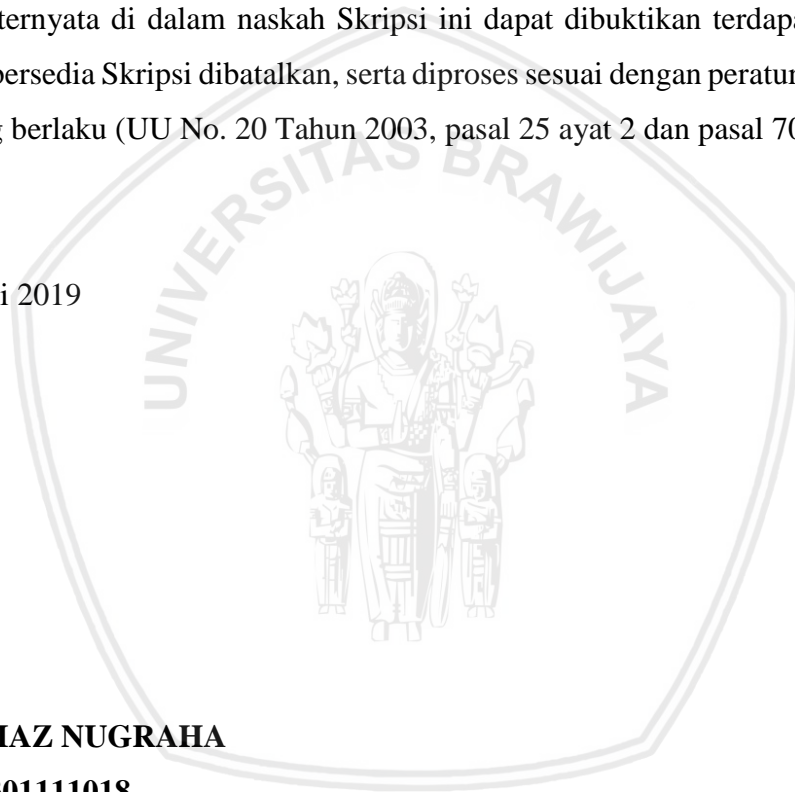 ternyata di dalam naskah Skripsi ini dapat dibuktikan terdapa
bersedia Skripsi dibatalkan, serta diproses sesuai dengan peratur
g berlaku (UU No. 20 Tahun 2003, pasal 25 ayat 2 dan pasal 70
UNIVERSITAS BRAWIJAYA
i 2019
IAZ NUGRAHA
301111018